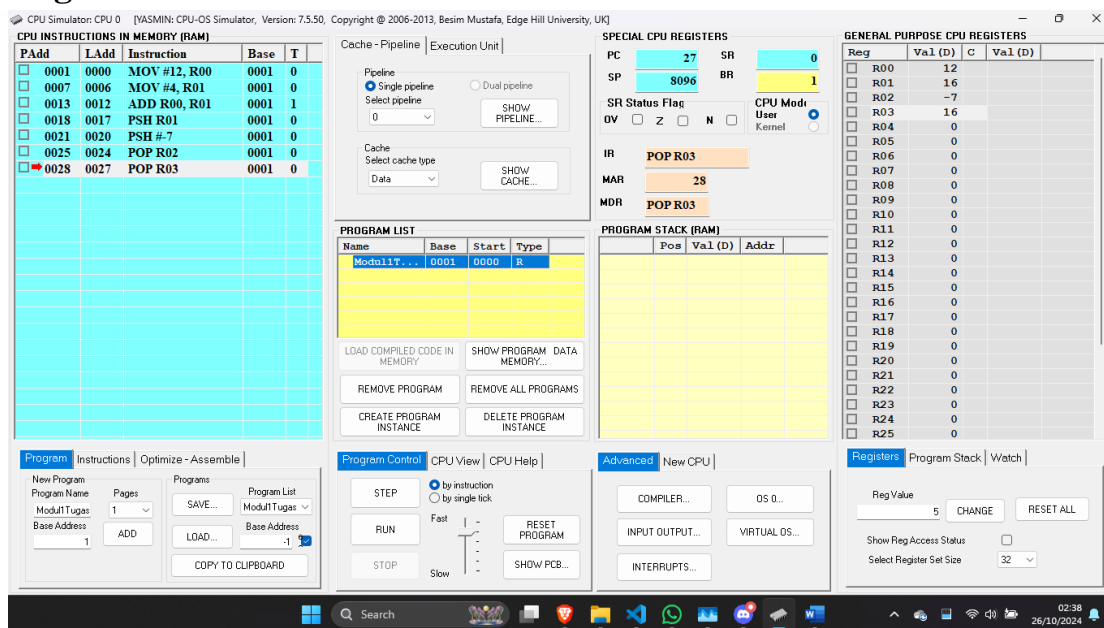 CPU Simulator: CPU 0 [YASMIN: CPU-OS Simulator, Version: 7.5.50, Copyright @ 2006-2013, Besim Mustafa, Edge Hill University, UK]
CPU INSTRUCTIONS IN MEMORY (RAM)
PAdd LAdd Instruction Base T
0001 0000 MOV #12, R00 0001 0
0007 0006 MOV #4, R01 0001 0
0013 0012 ADD R00, R01 0001 1
0018 0017 PSH R01 0001 0
0021 0020 PSH #-7 0001 0
0025 0024 POP R02 0001 0
0028 0027 POP R03 0001 0
Cache - Pipeline Execution Unit
Pipeline
Single pipeline Dual pipeline
Select pipeline
0
SHOW PIPELINE...
Cache
Select cache type
Data
SHOW CACHE...
SPECIAL CPU REGISTERS
PC 27 SR 0
SP 8096 BR 1
SR Status Flag
OV Z N
CPU Mode
User
Kernel
IR POP R03
MAR 28
MDR POP R03
PROGRAM LIST
Name Base Start Type
Modul1T... 0001 0000 R
LOAD COMPILED CODE IN MEMORY
SHOW PROGRAM DATA MEMORY...
REMOVE PROGRAM
REMOVE ALL PROGRAMS
CREATE PROGRAM INSTANCE
DELETE PROGRAM INSTANCE
PROGRAM STACK (RAM)
Pos Val (D) Addr
GENERAL PURPOSE CPU REGISTERS
Reg Val (D) C Val (D)
R00 12
R01 16
R02 -7
R03 16
R04 0
R05 0
R06 0
R07 0
R08 0
R09 0
R10 0
R11 0
R12 0
R13 0
R14 0
R15 0
R16 0
R17 0
R18 0
R19 0
R20 0
R21 0
R22 0
R23 0
R24 0
R25 0
Program Instructions Optimize - Assemble
New Program
Program Name Pages
Modul1Tugas 1
Base Address
1
ADD
Programs
SAVE...
LOAD...
Program List
Modul1Tugas
Base Address
-1
COPY TO CLIPBOARD
Program Control CPU View CPU Help
STEP
by instruction
by single tick
RUN
Fast
Slow
RESET PROGRAM
STOP
SHOW PCB...
Advanced New CPU
COMPILER... OS 0...
INPUT OUTPUT... VIRTUAL OS...
INTERRUPTS...
Registers Program Stack Watch
Reg Value
5
CHANGE
RESET ALL
Show Reg Access Status
Select Register Set Size 32
Search
02:38
26/10/2024